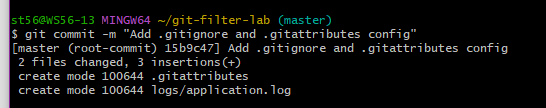 st56@WS56-13 MINGW64 ~/git-filter-lab (master)
$ git commit -m "Add .gitignore and .gitattributes config"
[master (root-commit) 15b9c47] Add .gitignore and .gitattributes config
 2 files changed, 3 insertions(+)
 create mode 100644 .gitattributes
 create mode 100644 logs/application.log